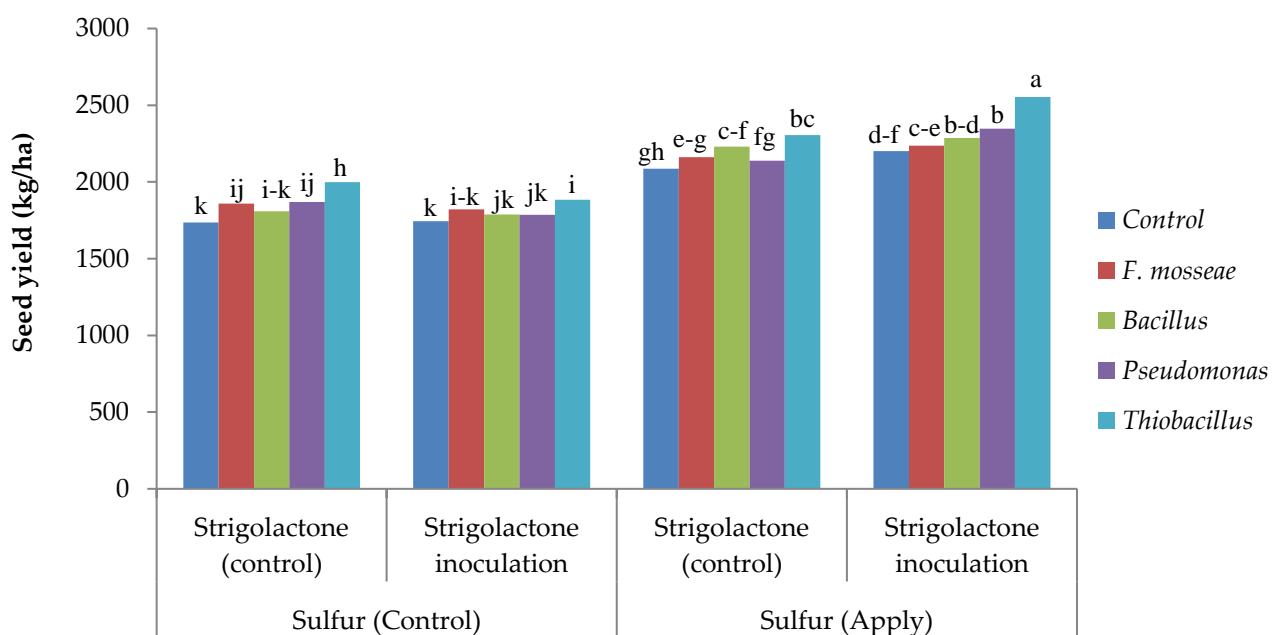 Seed yield (kg/ha)
3000
2500
2000
1500
1000
500
0
k ij i-k ij h
k i-k jk jk i
gh e-g c-f fg bc
d-f c-e b-d b a
Control
F. mosseae
Bacillus
Pseudomonas
Thiobacillus
Strigolactone
(control)
Strigolactone
inoculation
Strigolactone
(control)
Strigolactone
inoculation
Sulfur (Control)
Sulfur (Apply)